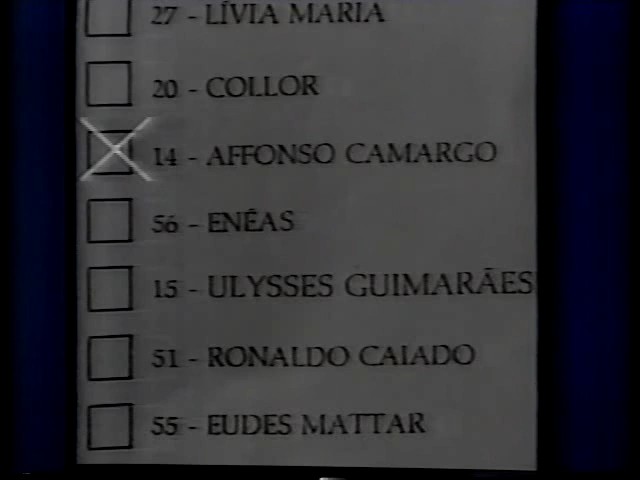 27 - LÍVIA MARIA
20 - COLLOR
14 - AFFONSO CAMARGO
56 - ENÉAS
15 - ULYSSES GUIMARÃES
51 - RONALDO CAIADO
55 - EUDES MATTAR